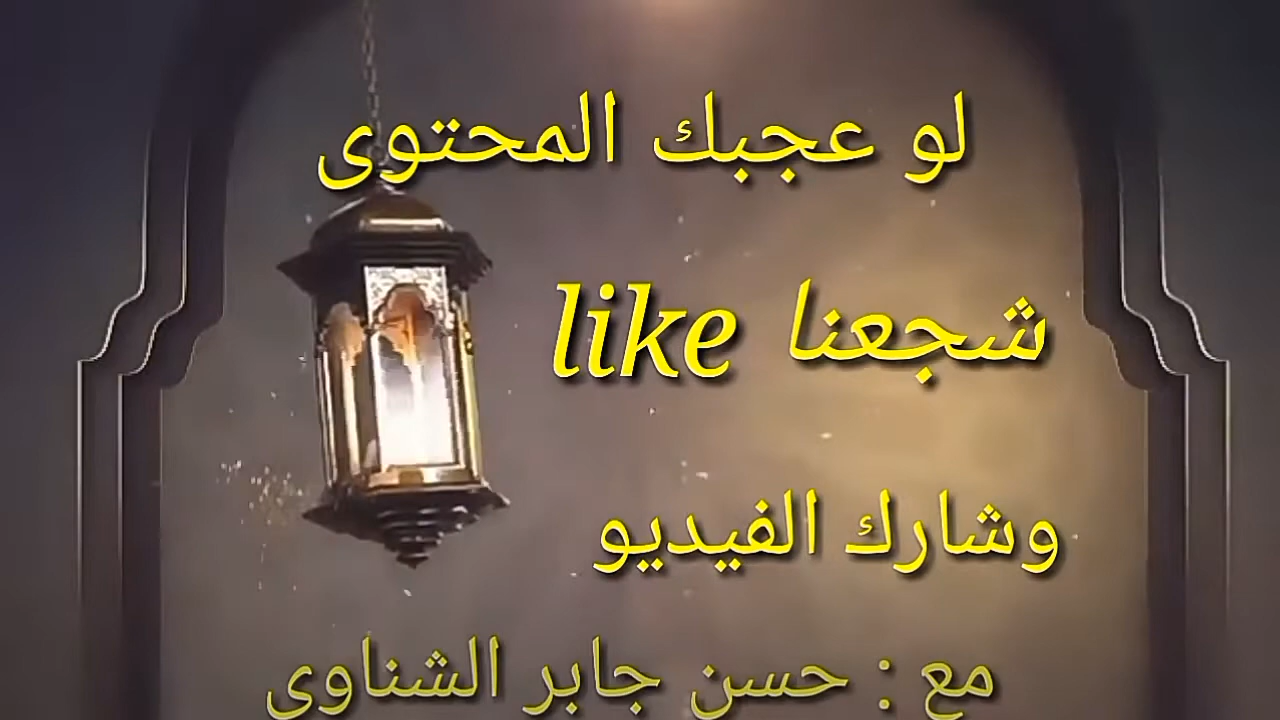 لو عجبك المحتوى
شجعنا like
وشارك الفيديو
مع : حسن جابر الشناوى